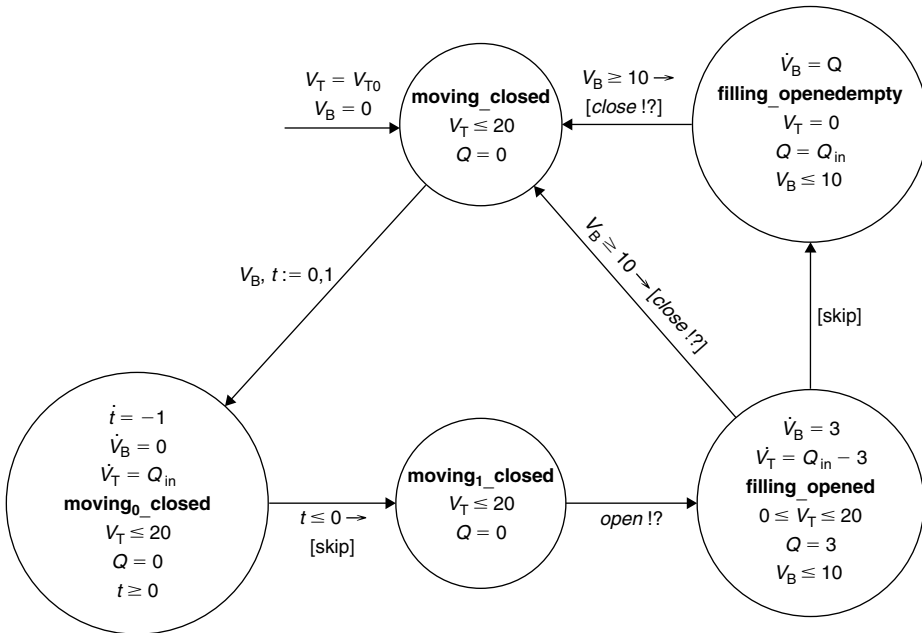 V_T = V_T0
V_B = 0
moving_closed
V_T ≤ 20
Q = 0
V_B ≥ 10 →
[close !?]
V̇_B = Q
filling_openedempty
V_T = 0
Q = Q_in
V_B ≤ 10
V_B, t := 0,1
V_B ≥ 10 → [close !?]
[skip]
ṫ = −1
V̇_B = 0
V̇_T = Q_in
moving₀_closed
V_T ≤ 20
Q = 0
t ≥ 0
t ≤ 0 →
[skip]
moving₁_closed
V_T ≤ 20
Q = 0
open !?
V̇_B = 3
V̇_T = Q_in − 3
filling_opened
0 ≤ V_T ≤ 20
Q = 3
V_B ≤ 10